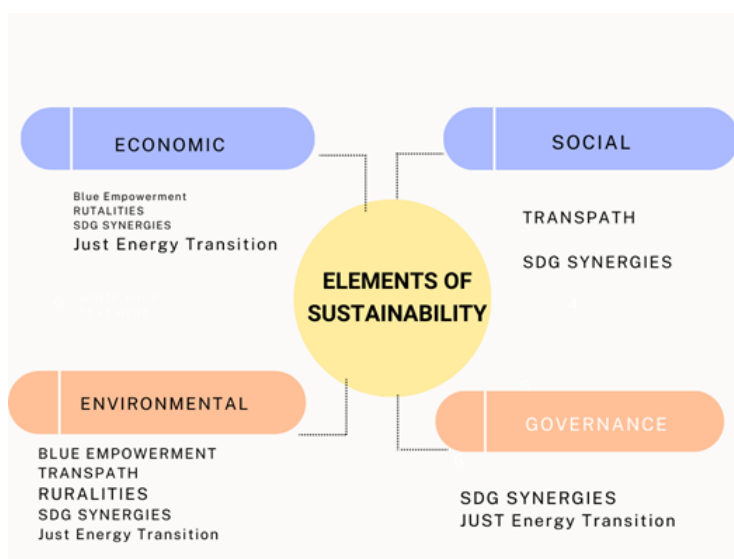 ECONOMIC
Blue Empowerment
RUTALITIES
SDG SYNERGIES
Just Energy Transition
SOCIAL
TRANSPATH
SDG SYNERGIES
ELEMENTS OF
SUSTAINABILITY
ENVIRONMENTAL
BLUE EMPOWERMENT
TRANSPATH
RURALITIES
SDG SYNERGIES
Just Energy Transition
GOVERNANCE
SDG SYNERGIES
JUST Energy Transition